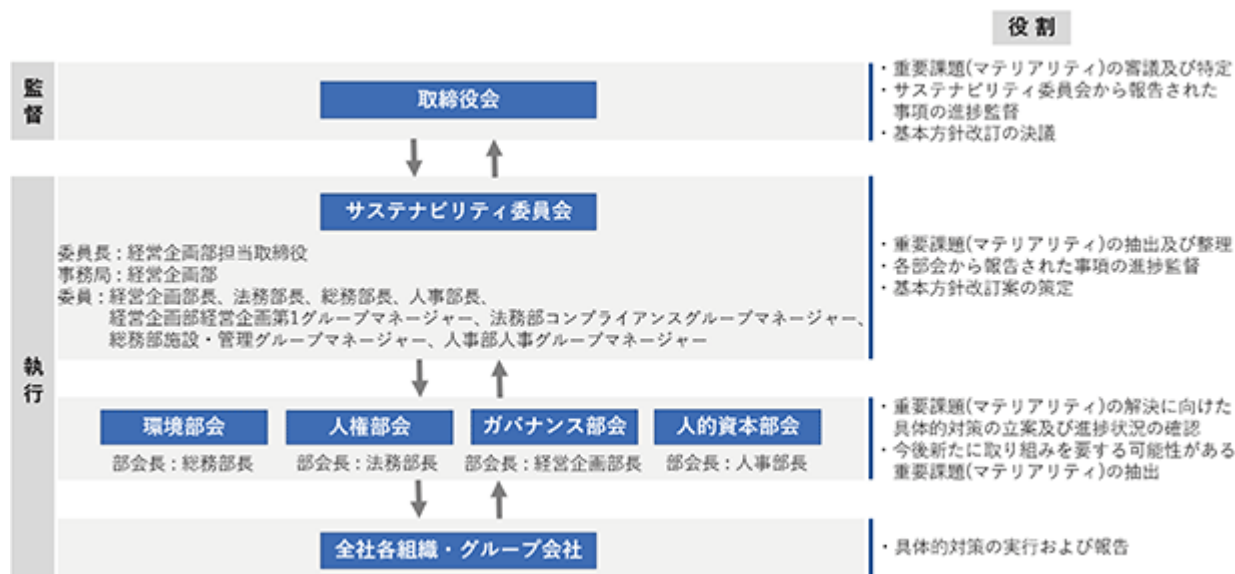 役割
監督
取締役会
・重要課題(マテリアリティ)の審議及び特定
・サステナビリティ委員会から報告された
事項の進捗監督
・基本方針改訂の決議
執行
サステナビリティ委員会
委員長：経営企画部担当取締役
事務局：経営企画部
委員：経営企画部長、法務部長、総務部長、人事部長、
経営企画部経営企画第1グループマネージャー、法務部コンプライアンスグループマネージャー、
総務部施設・管理グループマネージャー、人事部人事グループマネージャー
・重要課題(マテリアリティ)の抽出及び整理
・各部会から報告された事項の進捗監督
・基本方針改訂案の策定
環境部会
人権部会
ガバナンス部会
人的資本部会
部会長：総務部長
部会長：法務部長
部会長：経営企画部長
部会長：人事部長
・重要課題(マテリアリティ)の解決に向けた
具体的対策の立案及び進捗状況の確認
・今後新たに取り組みを要する可能性がある
重要課題(マテリアリティ)の抽出
全社各組織・グループ会社
・具体的対策の実行および報告